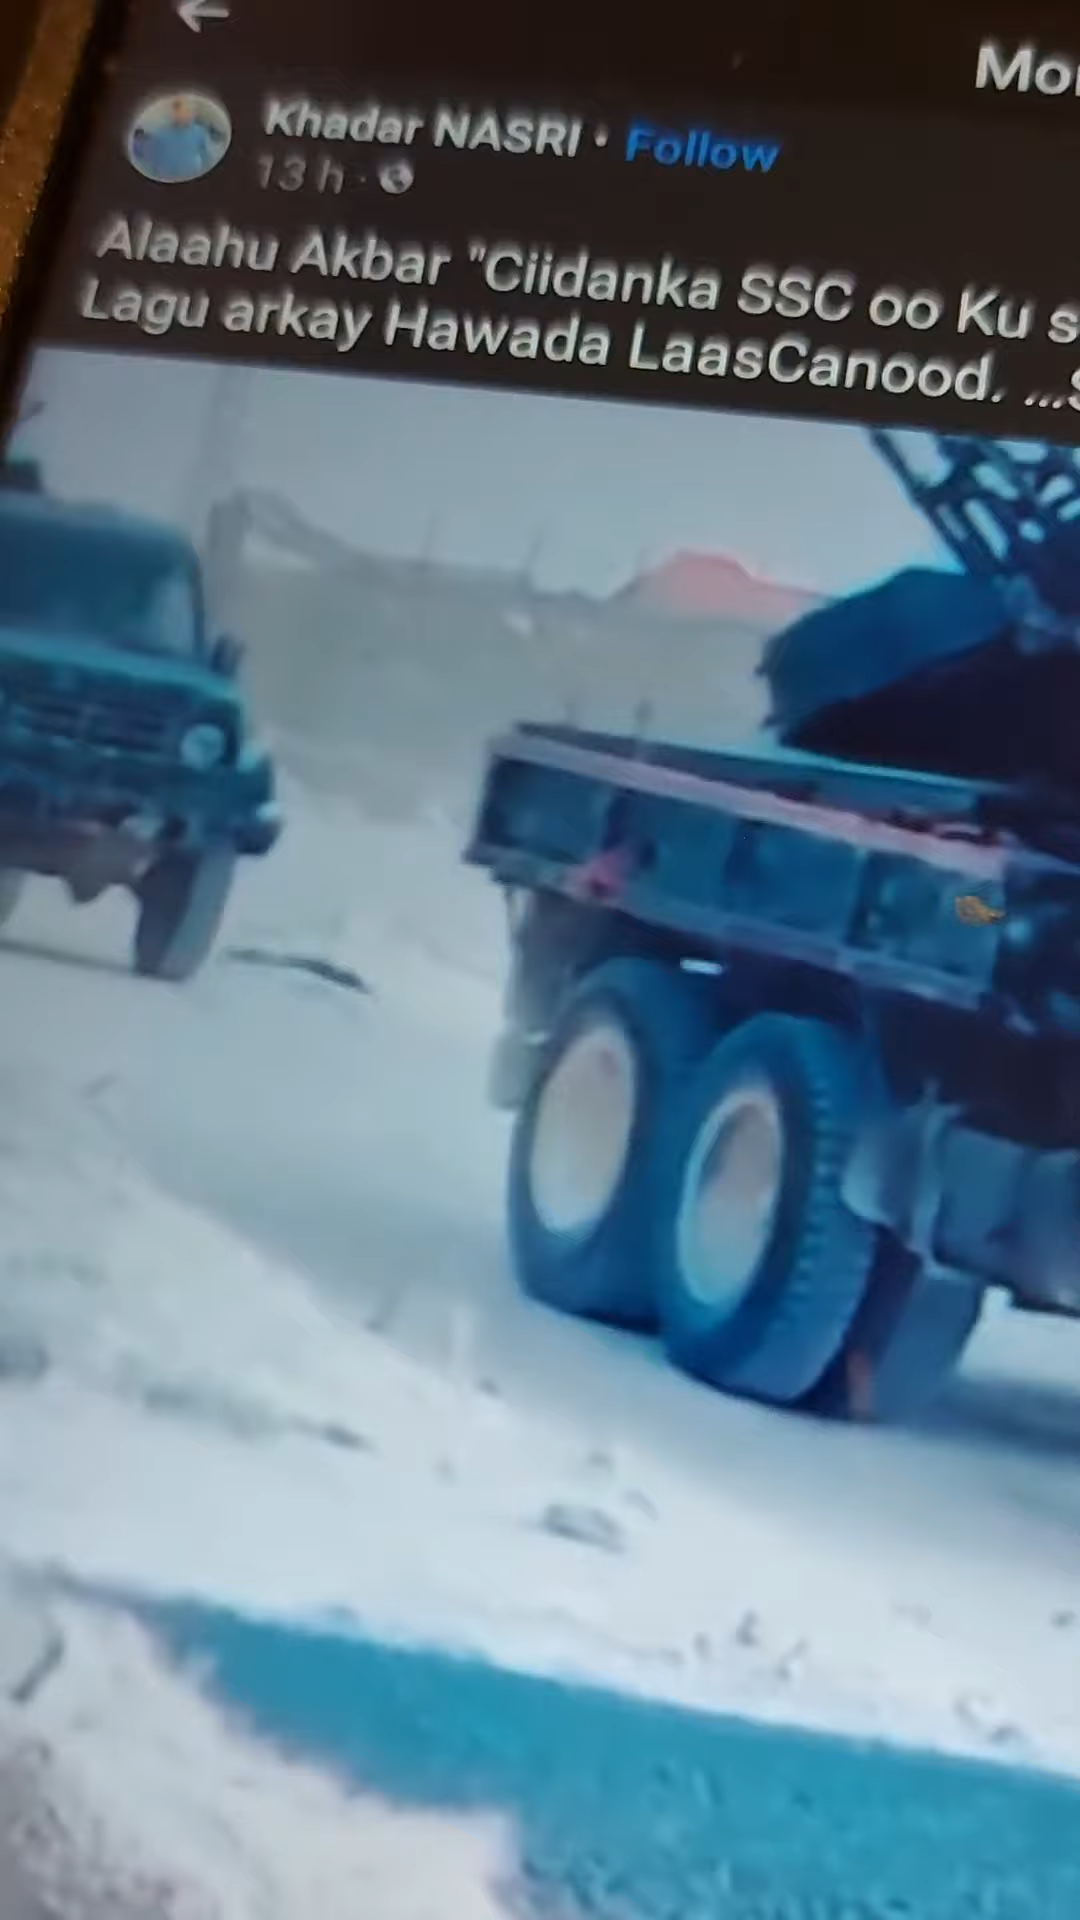 Mo
Khadar NASRI · Follow
13 h ·
Alaahu Akbar "Ciidanka SSC oo Ku s
Lagu arkay Hawada LaasCanood. ...S